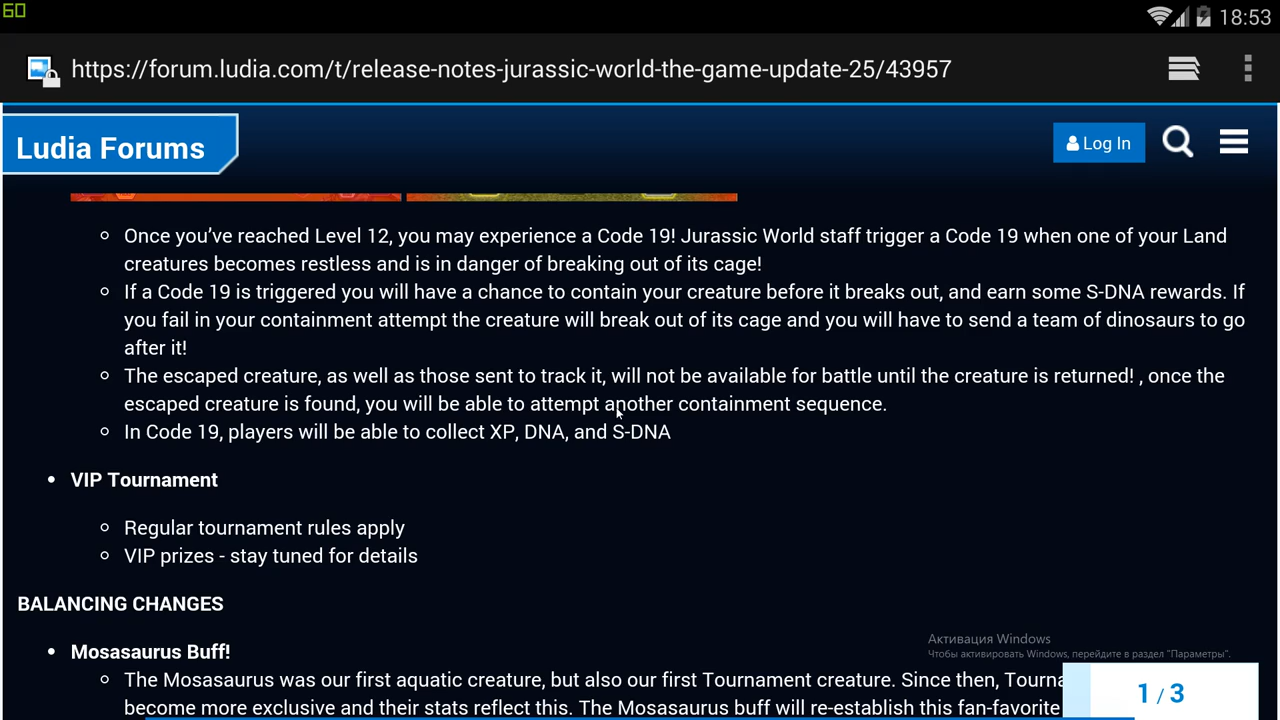 60
18:53
https://forum.ludia.com/t/release-notes-jurassic-world-the-game-update-25/43957
Ludia Forums
Log In
Once you’ve reached Level 12, you may experience a Code 19! Jurassic World staff trigger a Code 19 when one of your Land
creatures becomes restless and is in danger of breaking out of its cage!
If a Code 19 is triggered you will have a chance to contain your creature before it breaks out, and earn some S-DNA rewards. If
you fail in your containment attempt the creature will break out of its cage and you will have to send a team of dinosaurs to go
after it!
The escaped creature, as well as those sent to track it, will not be available for battle until the creature is returned! , once the
escaped creature is found, you will be able to attempt another containment sequence.
In Code 19, players will be able to collect XP, DNA, and S-DNA
VIP Tournament
Regular tournament rules apply
VIP prizes - stay tuned for details
BALANCING CHANGES
Mosasaurus Buff!
The Mosasaurus was our first aquatic creature, but also our first Tournament creature. Since then, Tourna
become more exclusive and their stats reflect this. The Mosasaurus buff will re-establish this fan-favorite
Активация Windows
Чтобы активировать Windows, перейдите в раздел "Параметры".
1 / 3